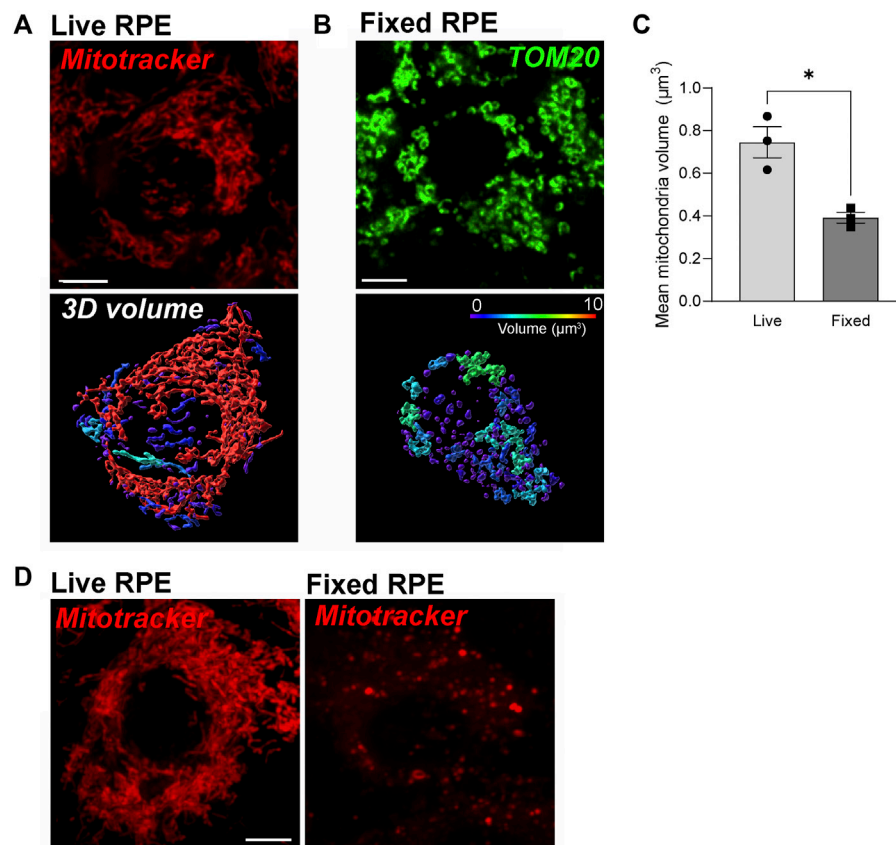 A Live RPE
Mitotracker
3D volume
B Fixed RPE
TOM20
0 10
Volume (µm³)
C
Mean mitochondria volume (µm³)
1.0
0.8
0.6
0.4
0.2
0.0
*
Live Fixed
D Live RPE
Mitotracker
Fixed RPE
Mitotracker